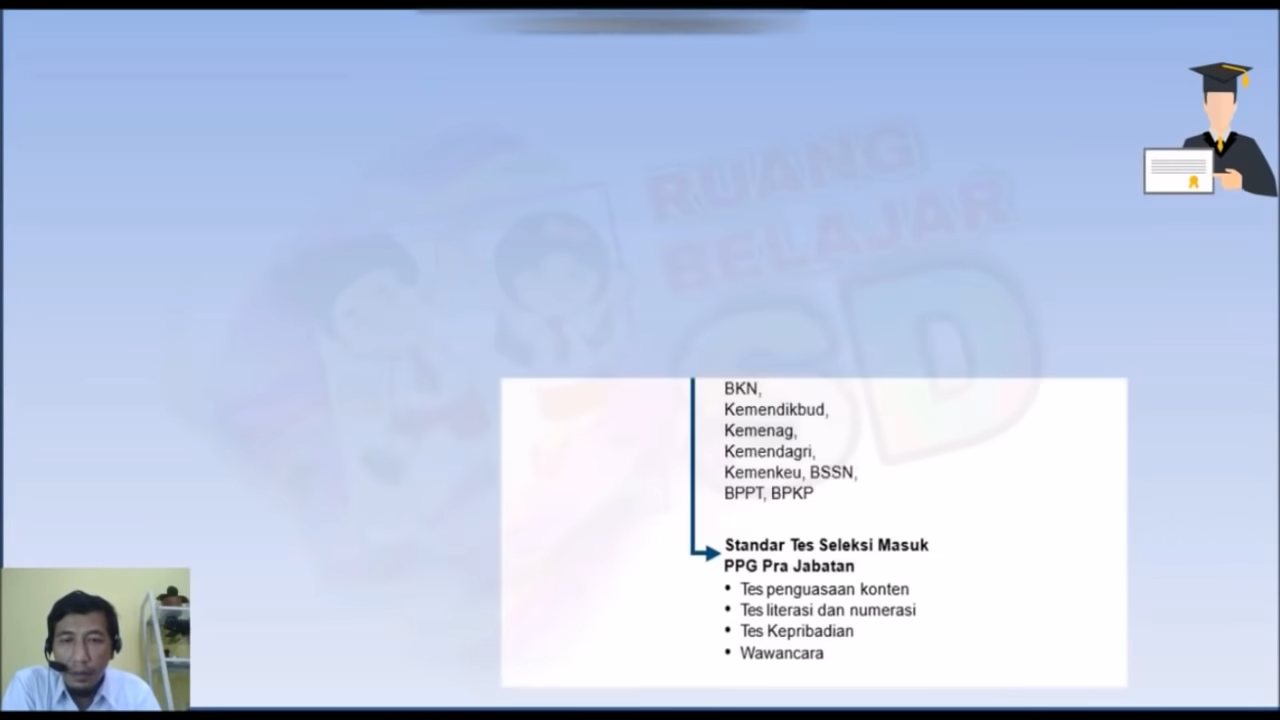 RUANG
BELAJAR
SD
BKN,
Kemendikbud,
Kemenag,
Kemendagri,
Kemenkeu, BSSN,
BPPT, BPKP
Standar Tes Seleksi Masuk
PPG Pra Jabatan
• Tes penguasaan konten
• Tes literasi dan numerasi
• Tes Kepribadian
• Wawancara